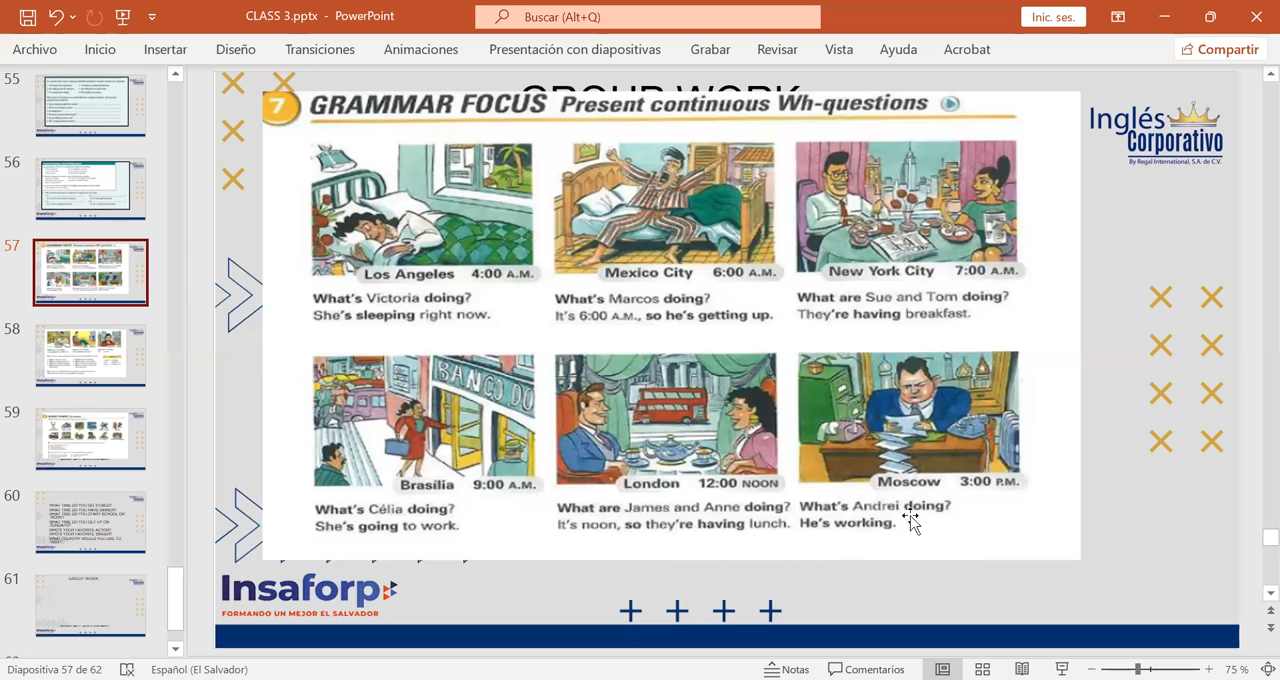 CLASS 3.pptx - PowerPoint
Buscar (Alt+Q)
Inic. ses.
Archivo Inicio Insertar Diseño Transiciones Animaciones Presentación con diapositivas Grabar Revisar Vista Ayuda Acrobat
Compartir
55
56
57
58
59
60
61
GROUP WORK
7 GRAMMAR FOCUS Present continuous Wh-questions
Inglés
Corporativo
By Regal International, S.A. de C.V.
Los Angeles 4:00 A.M.
What's Victoria doing?
She's sleeping right now.
Mexico City 6:00 A.M.
What's Marcos doing?
It's 6:00 A.M., so he's getting up.
New York City 7:00 A.M.
What are Sue and Tom doing?
They're having breakfast.
BANCO DO
Brasília 9:00 A.M.
What's Célia doing?
She's going to work.
London 12:00 NOON
What are James and Anne doing?
It's noon, so they're having lunch.
Moscow 3:00 P.M.
What's Andrei doing?
He's working.
Insaforp
FORMANDO UN MEJOR EL SALVADOR
Diapositiva 57 de 62
Español (El Salvador)
Notas
Comentarios
75 %